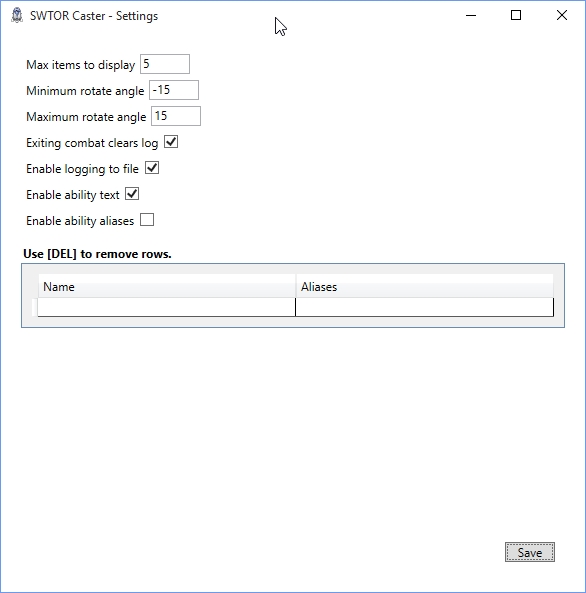 SWTOR Caster - Settings
Max items to display 5
Minimum rotate angle -15
Maximum rotate angle 15
Exiting combat clears log
Enable logging to file
Enable ability text
Enable ability aliases
Use [DEL] to remove rows.
Name Aliases
Save